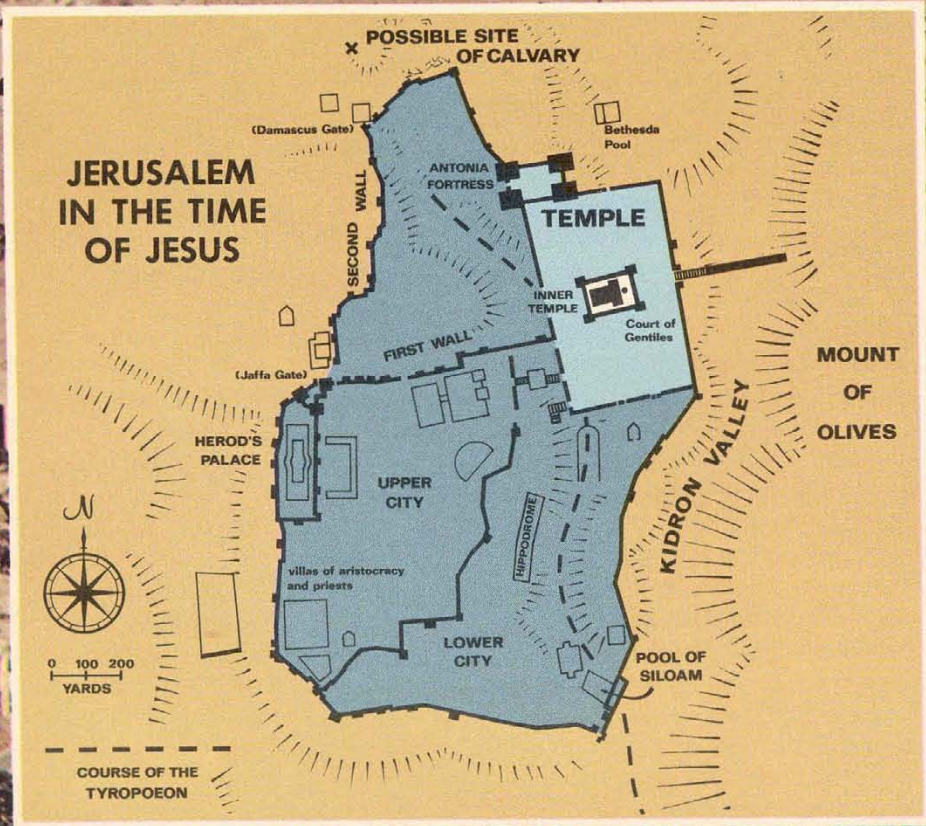 POSSIBLE SITE
OF CALVARY
(Damascus Gate)
Bethesda
Pool
JERUSALEM
IN THE TIME
OF JESUS
SECOND WALL
ANTONIA
FORTRESS
TEMPLE
INNER
TEMPLE
Court of
Gentiles
FIRST WALL
(Jaffa Gate)
MOUNT
OF
OLIVES
HEROD'S
PALACE
UPPER
CITY
HIPPODROME
KIDRON VALLEY
N
villas of aristocracy
and priests
LOWER
CITY
POOL OF
SILOAM
0 100 200
YARDS
COURSE OF THE
TYROPOEON